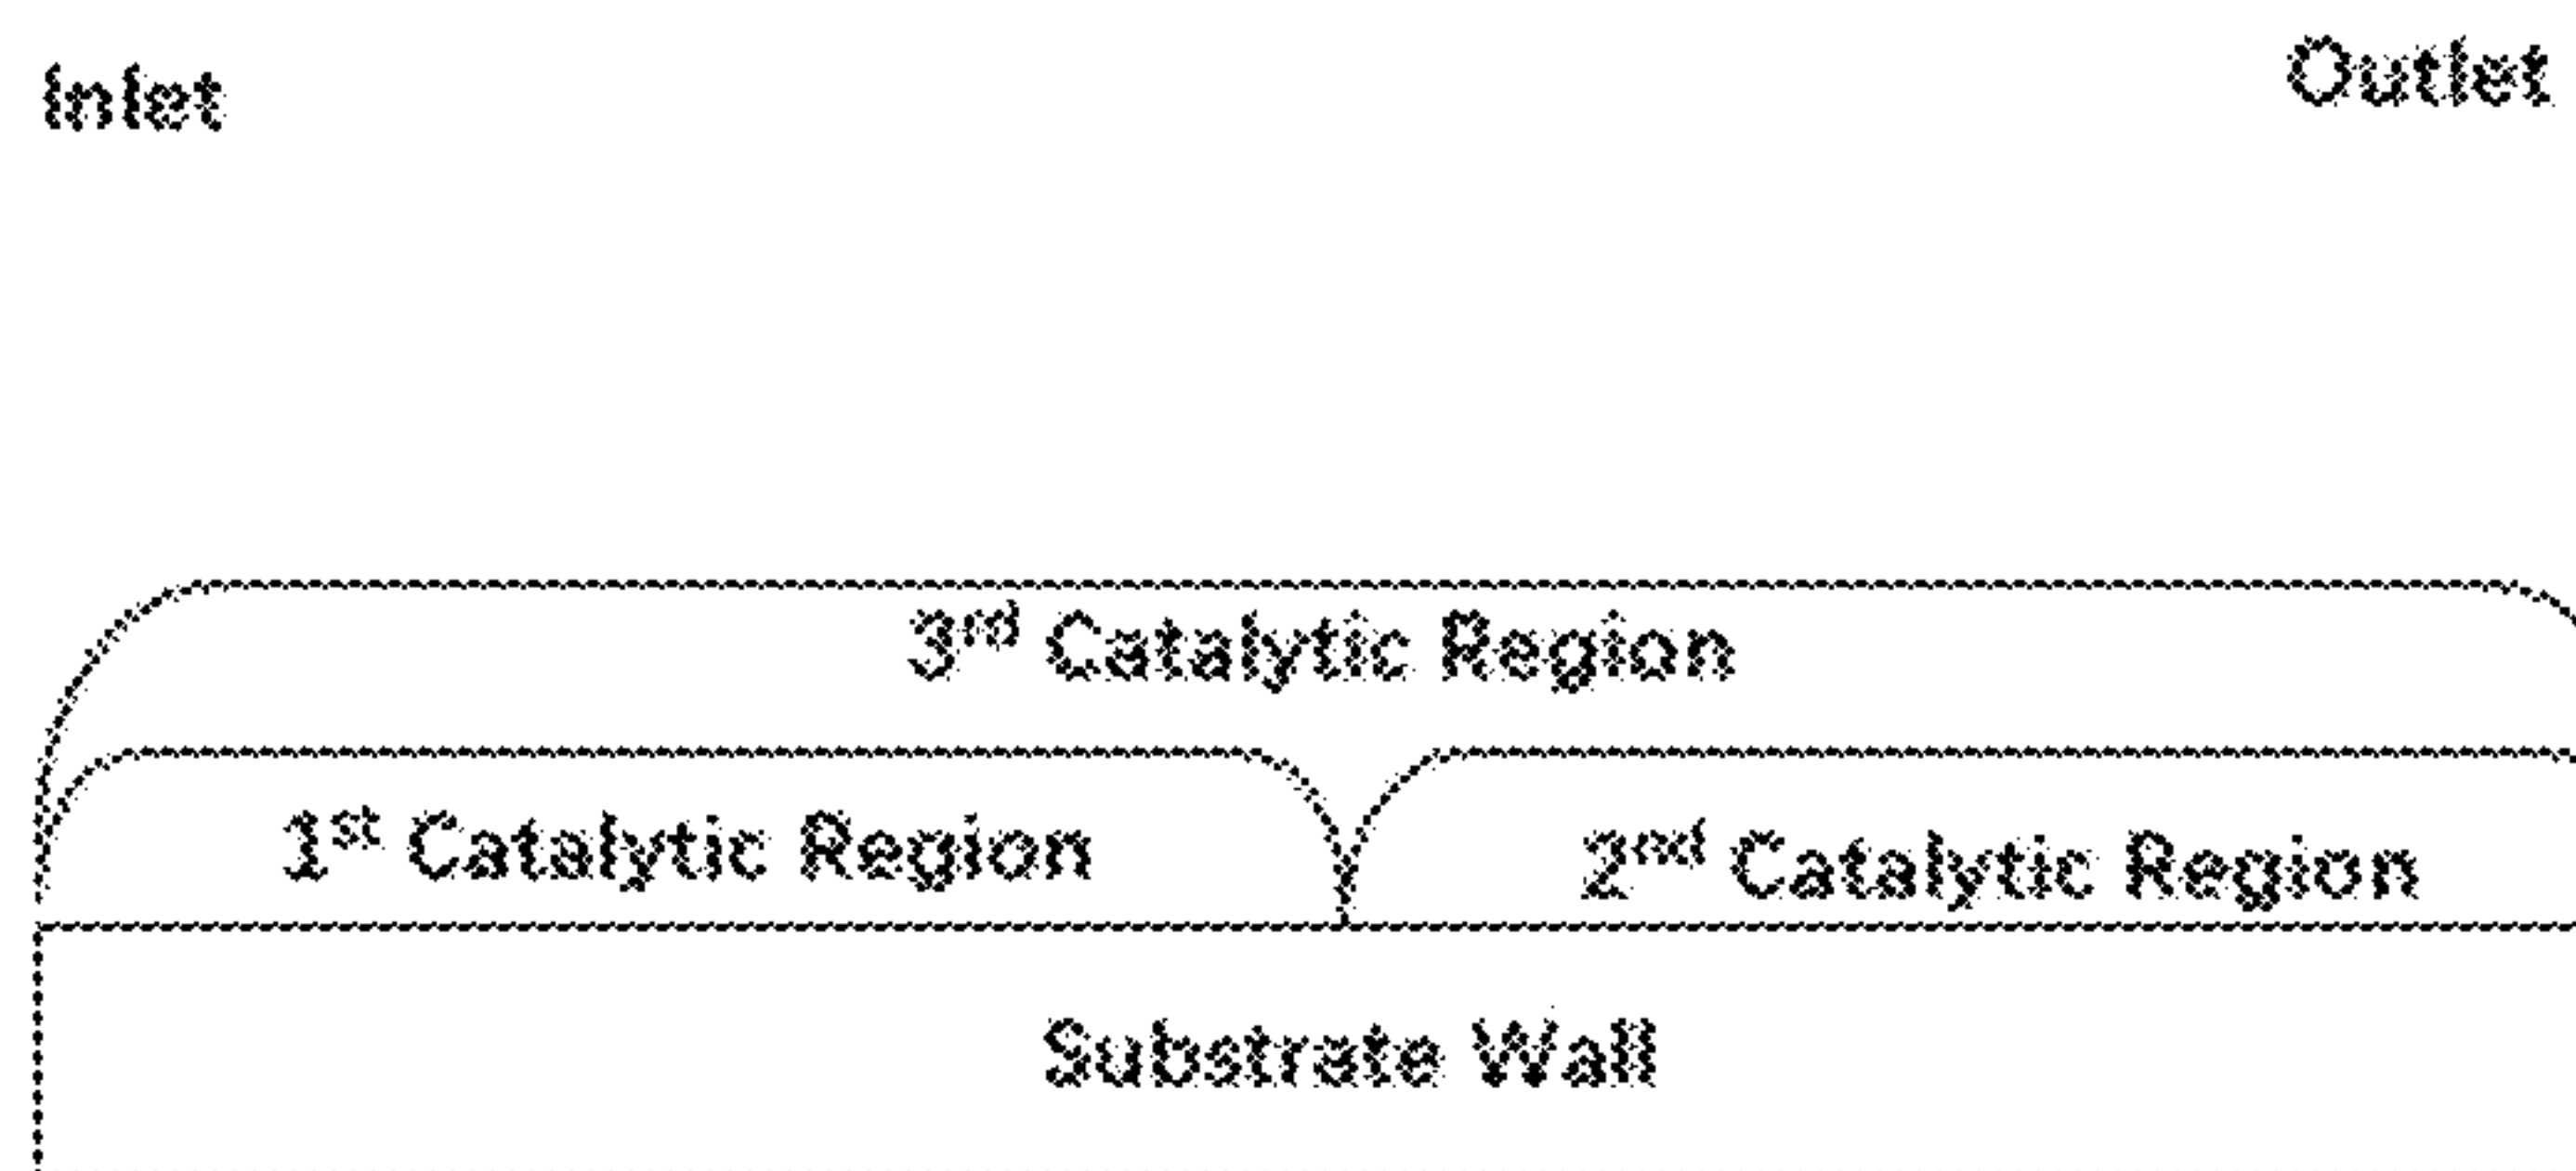 Inlet
Outlet
3rd Catalytic Region
1st Catalytic Region
2nd Catalytic Region
Substrate Wall